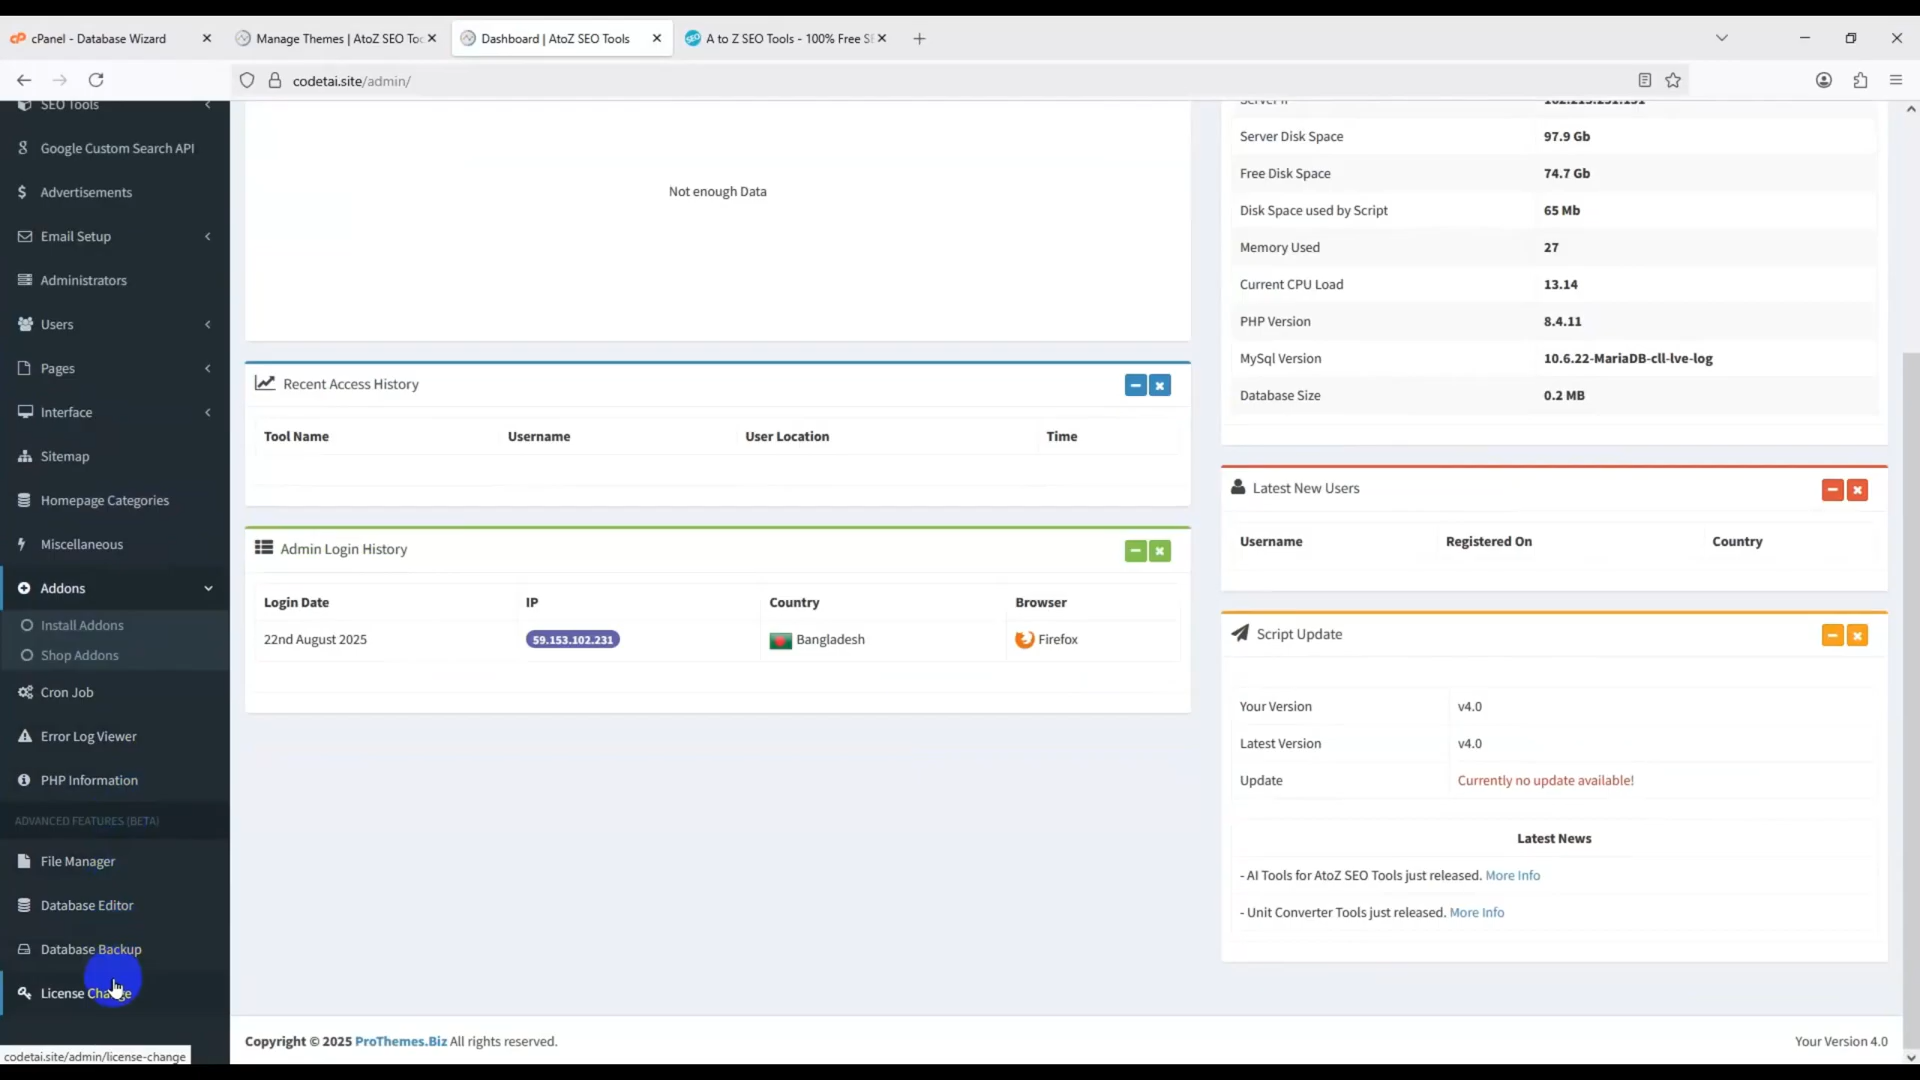 cPanel - Database Wizard
Manage Themes | AtoZ SEO Too
Dashboard | AtoZ SEO Tools
A to Z SEO Tools - 100% Free SE
codetai.site/admin/
SEO Tools
Google Custom Search API
Advertisements
Email Setup
Administrators
Users
Pages
Interface
Sitemap
Homepage Categories
Miscellaneous
Addons
Install Addons
Shop Addons
Cron Job
Error Log Viewer
PHP Information
ADVANCED FEATURES (BETA)
File Manager
Database Editor
Database Backup
License Change
codetai.site/admin/license-change
Not enough Data
Recent Access History
Tool Name Username User Location Time
Admin Login History
Login Date IP Country Browser
22nd August 2025 59.153.102.231 Bangladesh Firefox
Server Disk Space 97.9 Gb
Free Disk Space 74.7 Gb
Disk Space used by Script 65 Mb
Memory Used 27
Current CPU Load 13.14
PHP Version 8.4.11
MySql Version 10.6.22-MariaDB-cll-lve-log
Database Size 0.2 MB
Latest New Users
Username Registered On Country
Script Update
Your Version v4.0
Latest Version v4.0
Update Currently no update available!
Latest News
- AI Tools for AtoZ SEO Tools just released. More Info
- Unit Converter Tools just released. More Info
Copyright © 2025 ProThemes.Biz All rights reserved.
Your Version 4.0